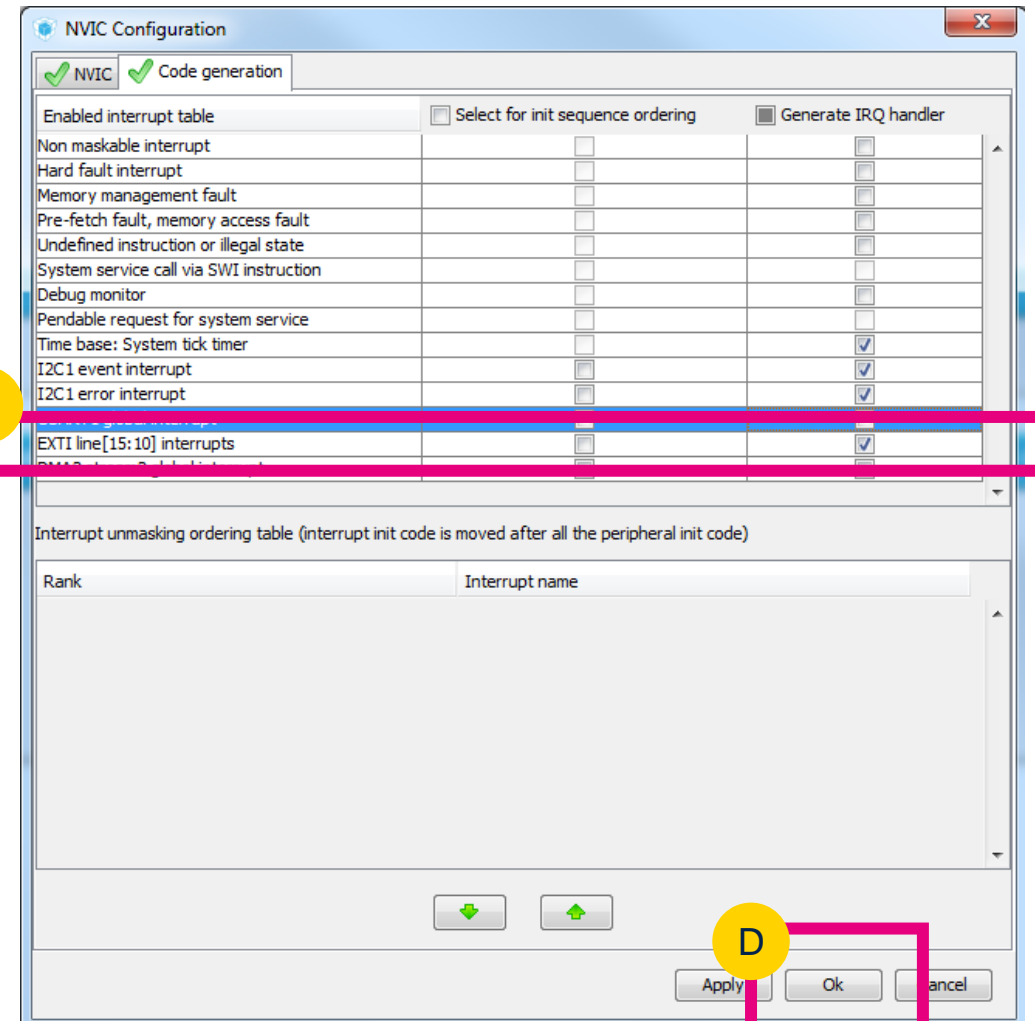 NVIC Configuration
NVIC Code generation
Enabled interrupt table Select for init sequence ordering Generate IRQ handler
Non maskable interrupt
Hard fault interrupt
Memory management fault
Pre-fetch fault, memory access fault
Undefined instruction or illegal state
System service call via SWI instruction
Debug monitor
Pendable request for system service
Time base: System tick timer
I2C1 event interrupt
I2C1 error interrupt
EXTI line[15:10] interrupts
Interrupt unmasking ordering table (interrupt init code is moved after all the peripheral init code)
Rank Interrupt name
D
Apply Ok